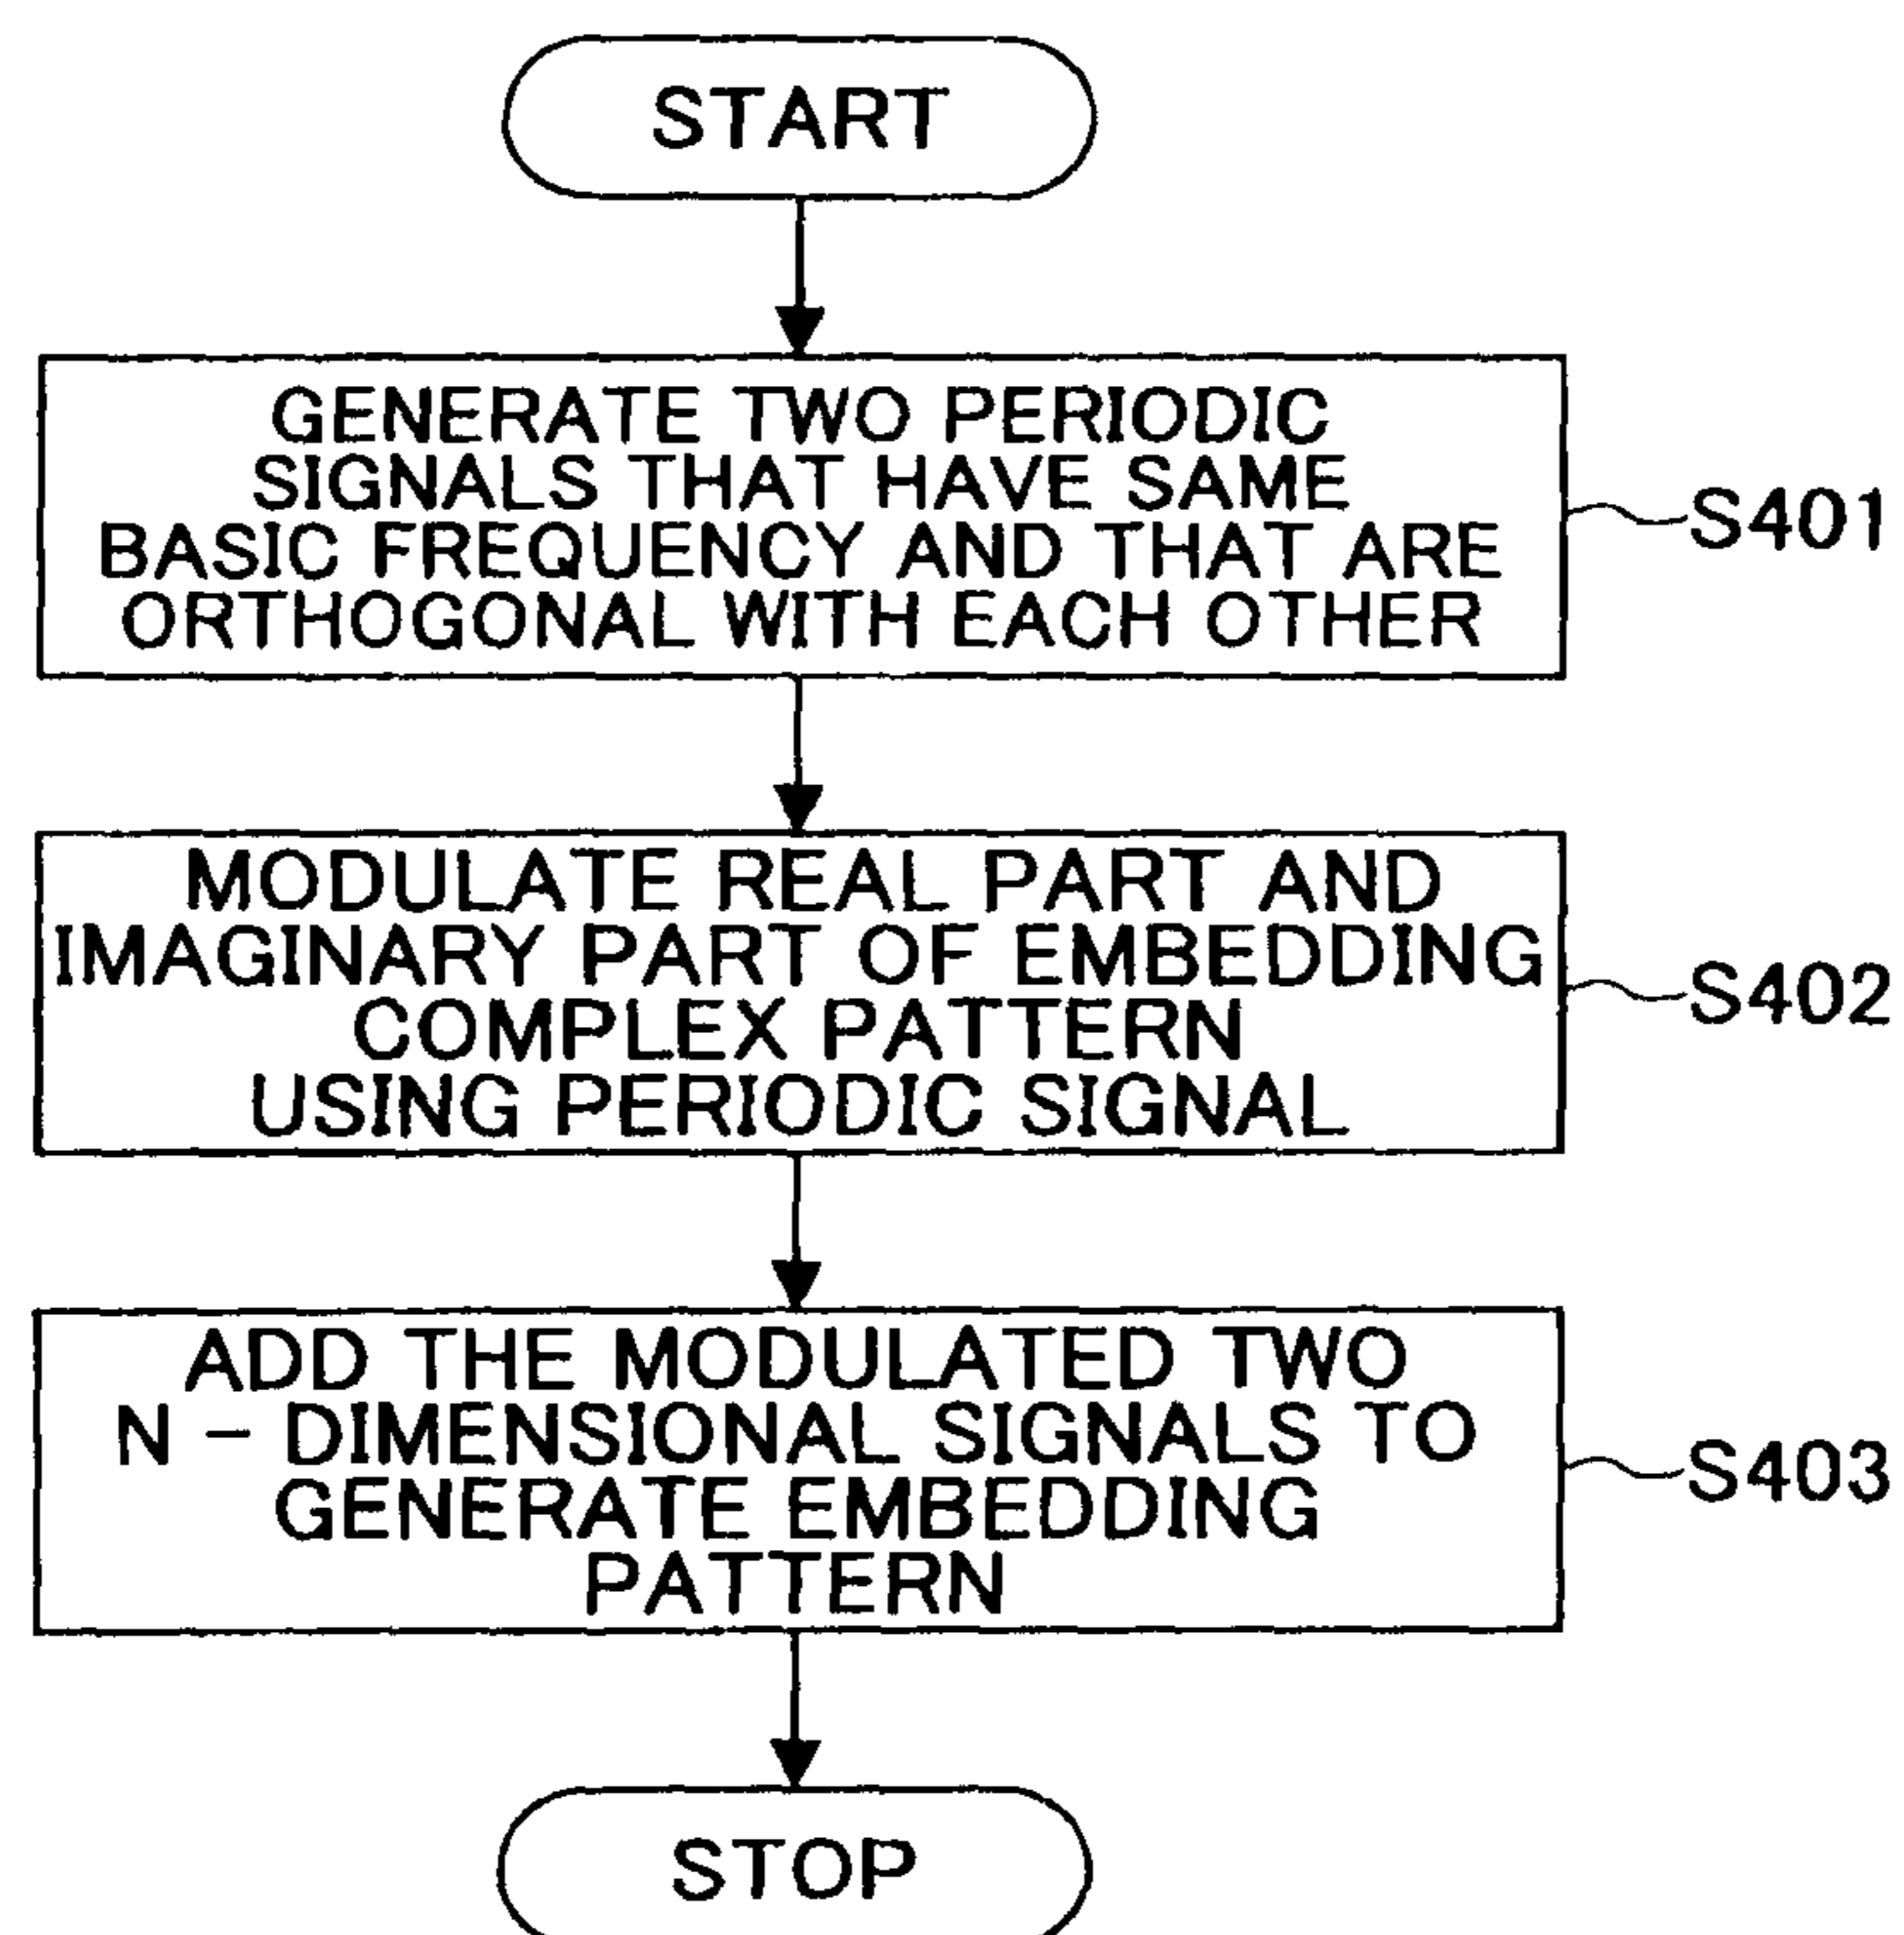 START
GENERATE TWO PERIODIC
SIGNALS THAT HAVE SAME
BASIC FREQUENCY AND THAT ARE
ORTHOGONAL WITH EACH OTHER
S401
MODULATE REAL PART AND
IMAGINARY PART OF EMBEDDING
COMPLEX PATTERN
USING PERIODIC SIGNAL
S402
ADD THE MODULATED TWO
N - DIMENSIONAL SIGNALS TO
GENERATE EMBEDDING
PATTERN
S403
STOP